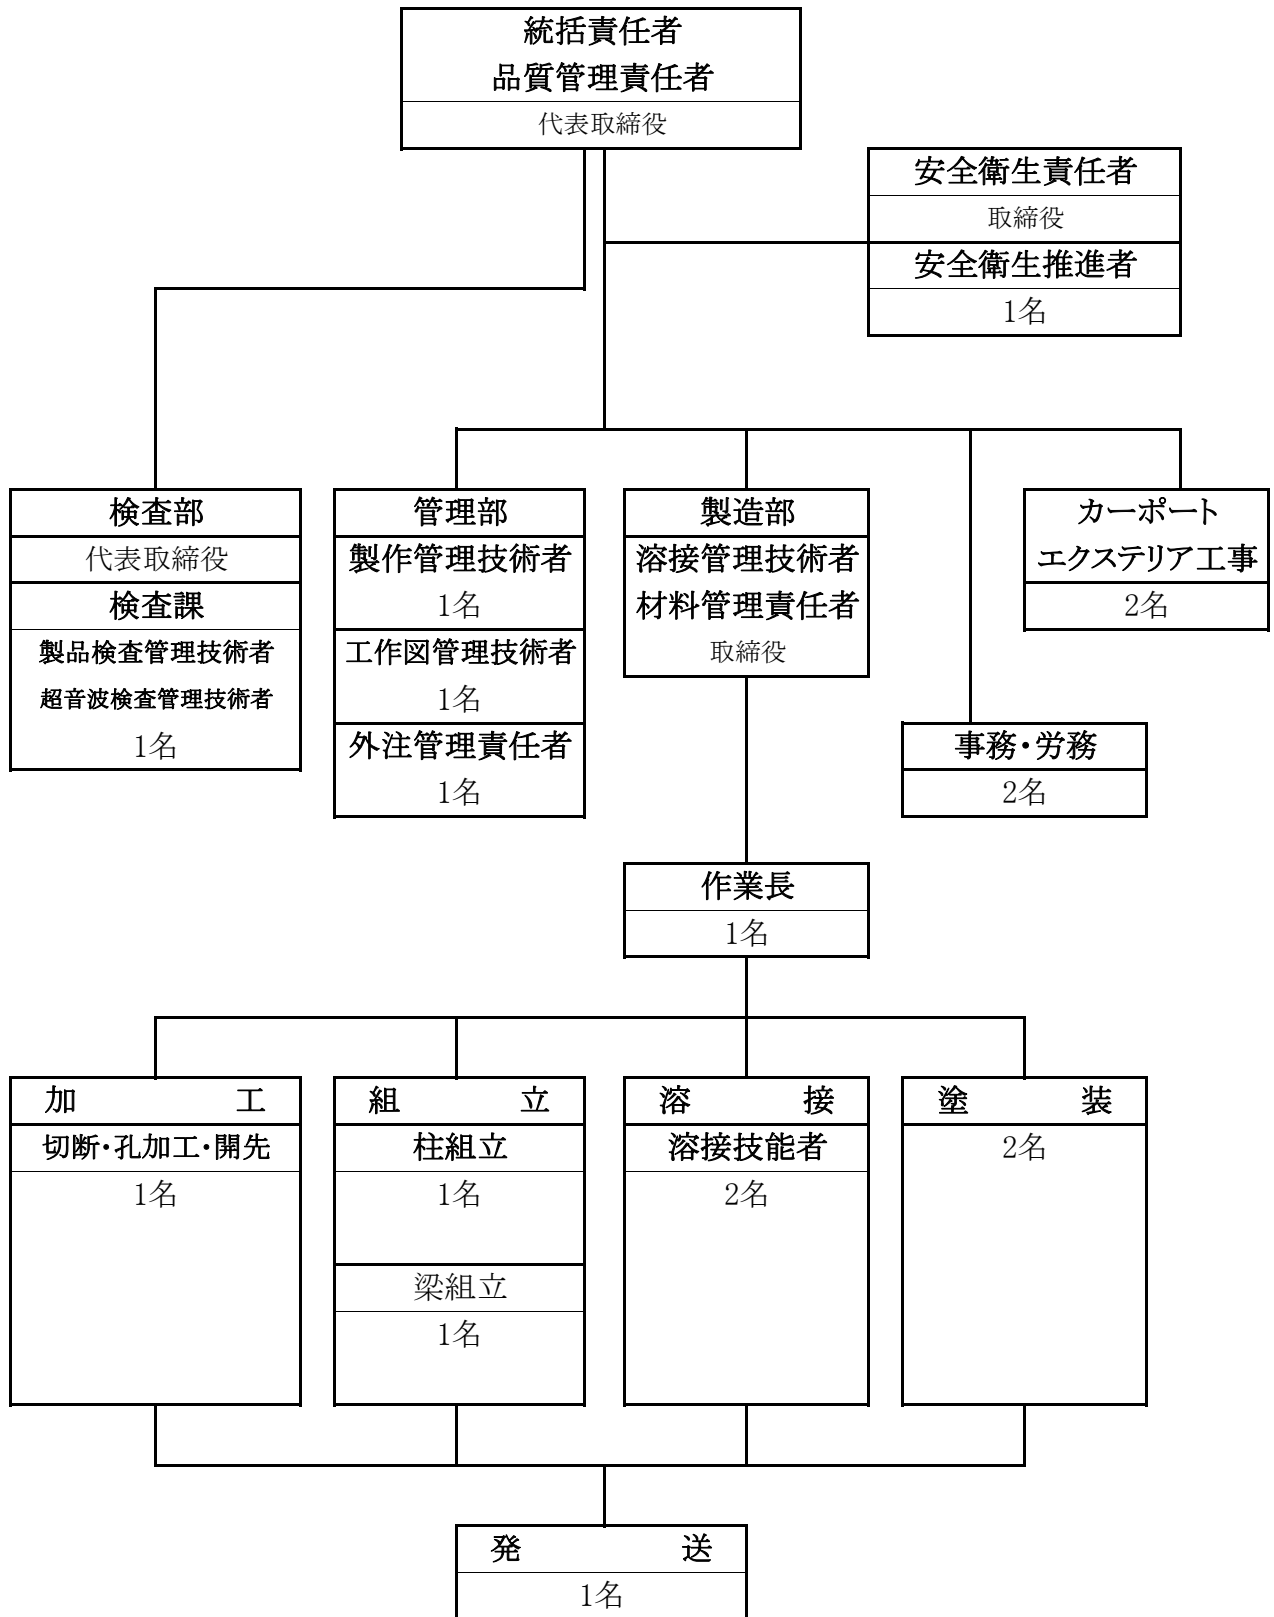 統括責任者
品質管理責任者
代表取締役
安全衛生責任者
取締役
安全衛生推進者
1名
検査部
代表取締役
検査課
製品検査管理技術者
超音波検査管理技術者
1名
管理部
製作管理技術者
1名
工作図管理技術者
1名
外注管理責任者
1名
製造部
溶接管理技術者
材料管理責任者
取締役
カーポート
エクステリア工事
2名
事務・労務
2名
作業長
1名
加 工
切断・孔加工・開先
1名
組 立
柱組立
1名
梁組立
1名
溶 接
溶接技能者
2名
塗 装
2名
発 送
1名